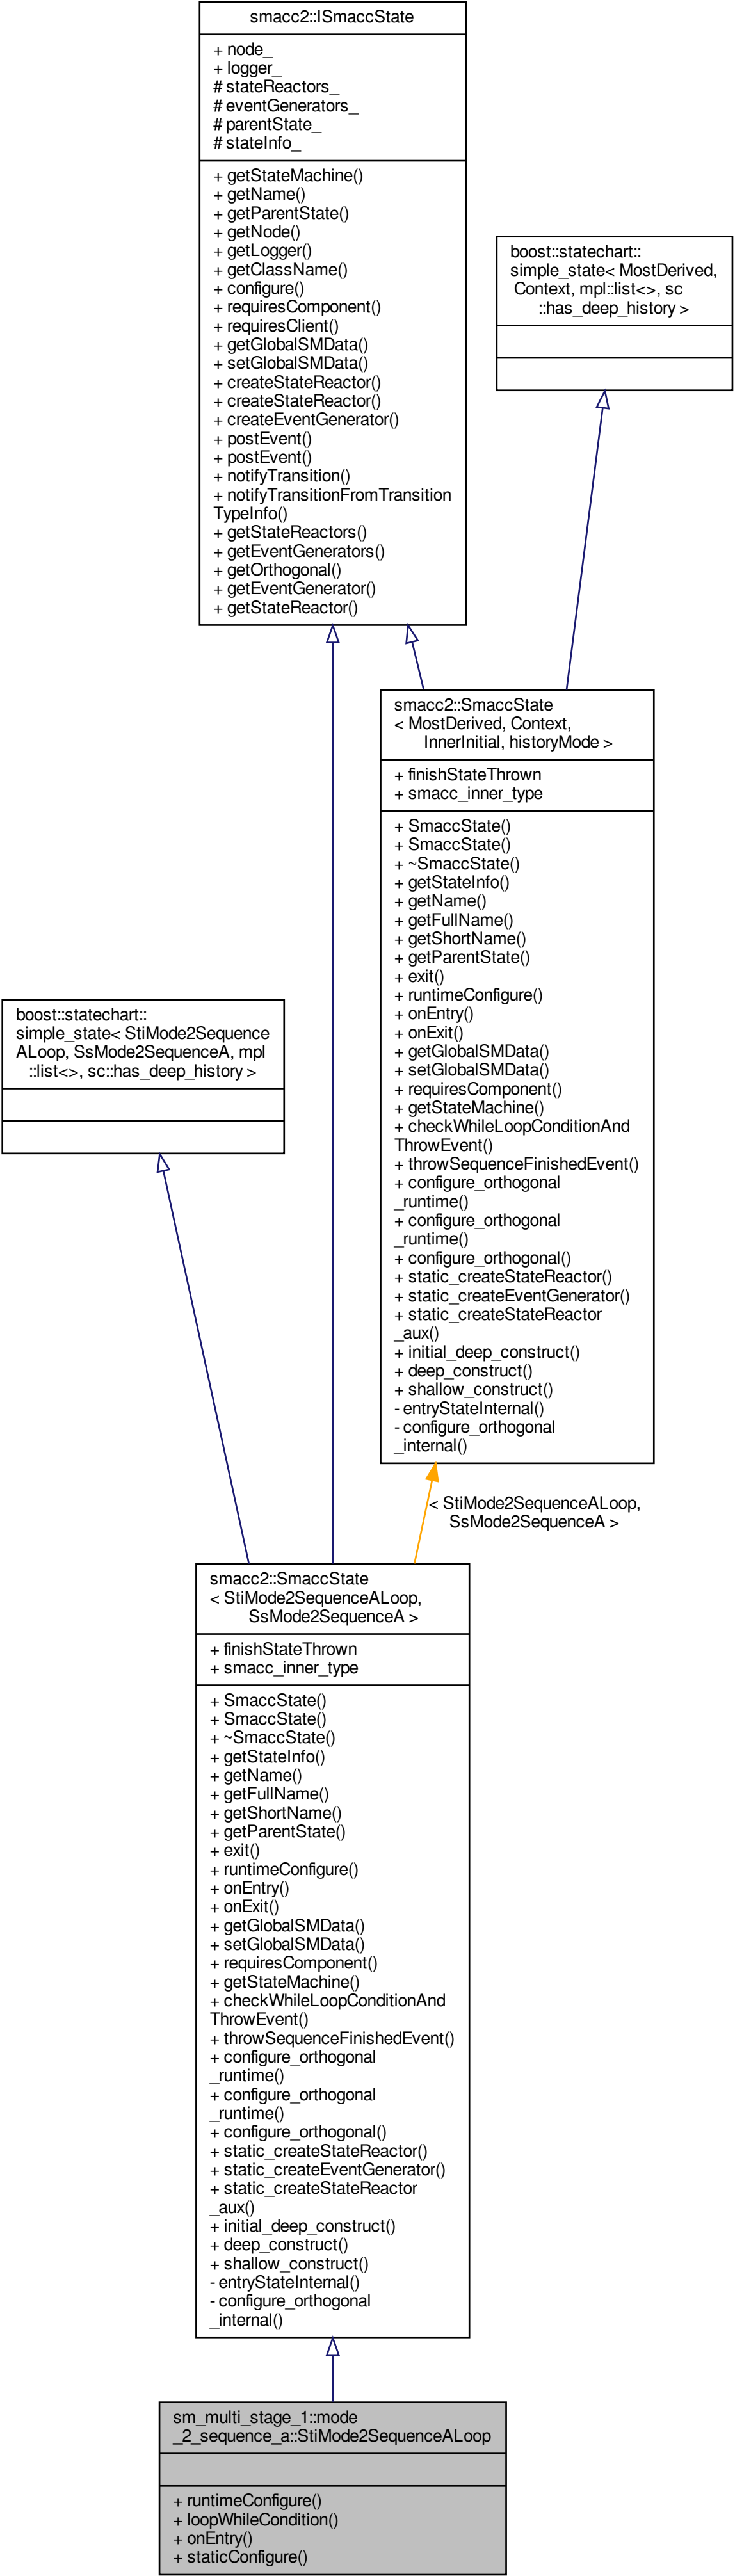 smacc2::ISmaccState
+ node_
+ logger_
# stateReactors_
# eventGenerators_
# parentState_
# stateInfo_
+ getStateMachine()
+ getName()
+ getParentState()
+ getNode()
+ getLogger()
+ getClassName()
+ configure()
+ requiresComponent()
+ requiresClient()
+ getGlobalSMData()
+ setGlobalSMData()
+ createStateReactor()
+ createStateReactor()
+ createEventGenerator()
+ postEvent()
+ postEvent()
+ notifyTransition()
+ notifyTransitionFromTransition
TypeInfo()
+ getStateReactors()
+ getEventGenerators()
+ getOrthogonal()
+ getEventGenerator()
+ getStateReactor()
boost::statechart::
simple_state< MostDerived,
Context, mpl::list<>, sc
::has_deep_history >
smacc2::SmaccState
< MostDerived, Context,
InnerInitial, historyMode >
+ finishStateThrown
+ smacc_inner_type
+ SmaccState()
+ SmaccState()
+ ~SmaccState()
+ getStateInfo()
+ getName()
+ getFullName()
+ getShortName()
+ getParentState()
+ exit()
+ runtimeConfigure()
+ onEntry()
+ onExit()
+ getGlobalSMData()
+ setGlobalSMData()
+ requiresComponent()
+ getStateMachine()
+ checkWhileLoopConditionAnd
ThrowEvent()
+ throwSequenceFinishedEvent()
+ configure_orthogonal
_runtime()
+ configure_orthogonal
_runtime()
+ configure_orthogonal()
+ static_createStateReactor()
+ static_createEventGenerator()
+ static_createStateReactor
_aux()
+ initial_deep_construct()
+ deep_construct()
+ shallow_construct()
- entryStateInternal()
- configure_orthogonal
_internal()
boost::statechart::
simple_state< StiMode2Sequence
ALoop, SsMode2SequenceA, mpl
::list<>, sc::has_deep_history >
< StiMode2SequenceALoop,
SsMode2SequenceA >
smacc2::SmaccState
< StiMode2SequenceALoop,
SsMode2SequenceA >
+ finishStateThrown
+ smacc_inner_type
+ SmaccState()
+ SmaccState()
+ ~SmaccState()
+ getStateInfo()
+ getName()
+ getFullName()
+ getShortName()
+ getParentState()
+ exit()
+ runtimeConfigure()
+ onEntry()
+ onExit()
+ getGlobalSMData()
+ setGlobalSMData()
+ requiresComponent()
+ getStateMachine()
+ checkWhileLoopConditionAnd
ThrowEvent()
+ throwSequenceFinishedEvent()
+ configure_orthogonal
_runtime()
+ configure_orthogonal
_runtime()
+ configure_orthogonal()
+ static_createStateReactor()
+ static_createEventGenerator()
+ static_createStateReactor
_aux()
+ initial_deep_construct()
+ deep_construct()
+ shallow_construct()
- entryStateInternal()
- configure_orthogonal
_internal()
sm_multi_stage_1::mode
_2_sequence_a::StiMode2SequenceALoop
+ runtimeConfigure()
+ loopWhileCondition()
+ onEntry()
+ staticConfigure()